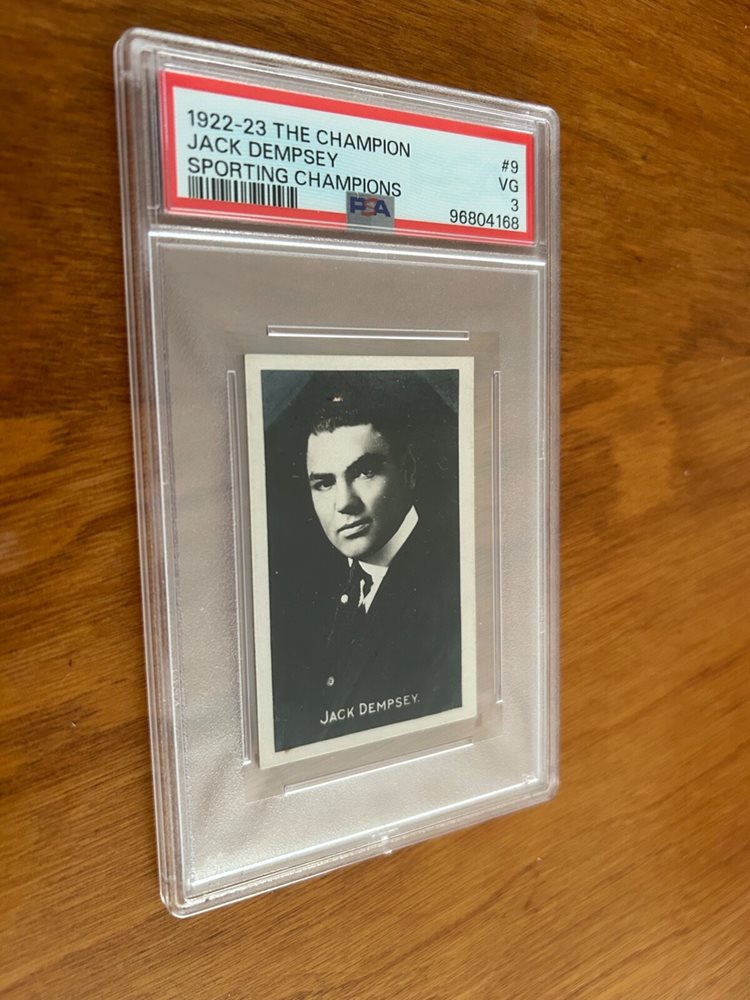 1922-23 THE CHAMPION
JACK DEMPSEY
SPORTING CHAMPIONS
#9
VG
3
96804168
PSA
JACK DEMPSEY.